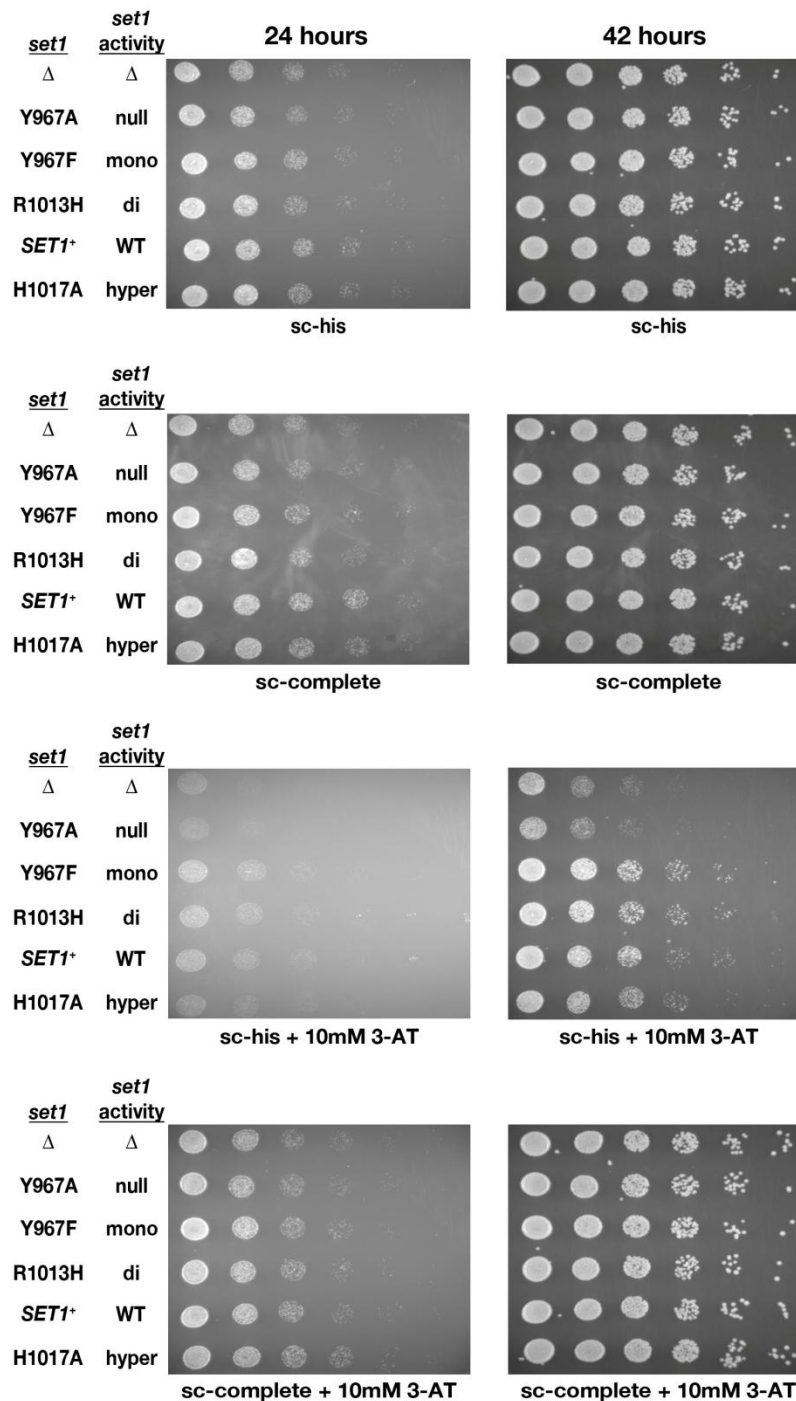 24 hours 42 hours
set1 set1 activity
Δ Δ
Y967A null
Y967F mono
R1013H di
SET1+ WT
H1017A hyper
sc-his sc-his
set1 set1 activity
Δ Δ
Y967A null
Y967F mono
R1013H di
SET1+ WT
H1017A hyper
sc-complete sc-complete
set1 set1 activity
Δ Δ
Y967A null
Y967F mono
R1013H di
SET1+ WT
H1017A hyper
sc-his + 10mM 3-AT sc-his + 10mM 3-AT
set1 set1 activity
Δ Δ
Y967A null
Y967F mono
R1013H di
SET1+ WT
H1017A hyper
sc-complete + 10mM 3-AT sc-complete + 10mM 3-AT